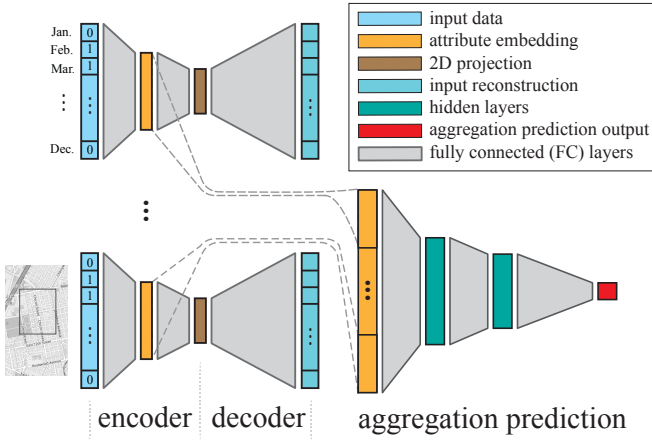 Jan.
Feb.
Mar.
...
Dec.
0
1
1
...
0
...
input data
attribute embedding
2D projection
input reconstruction
hidden layers
aggregation prediction output
fully connected (FC) layers
...
0
1
1
...
0
...
...
encoder
decoder
aggregation prediction